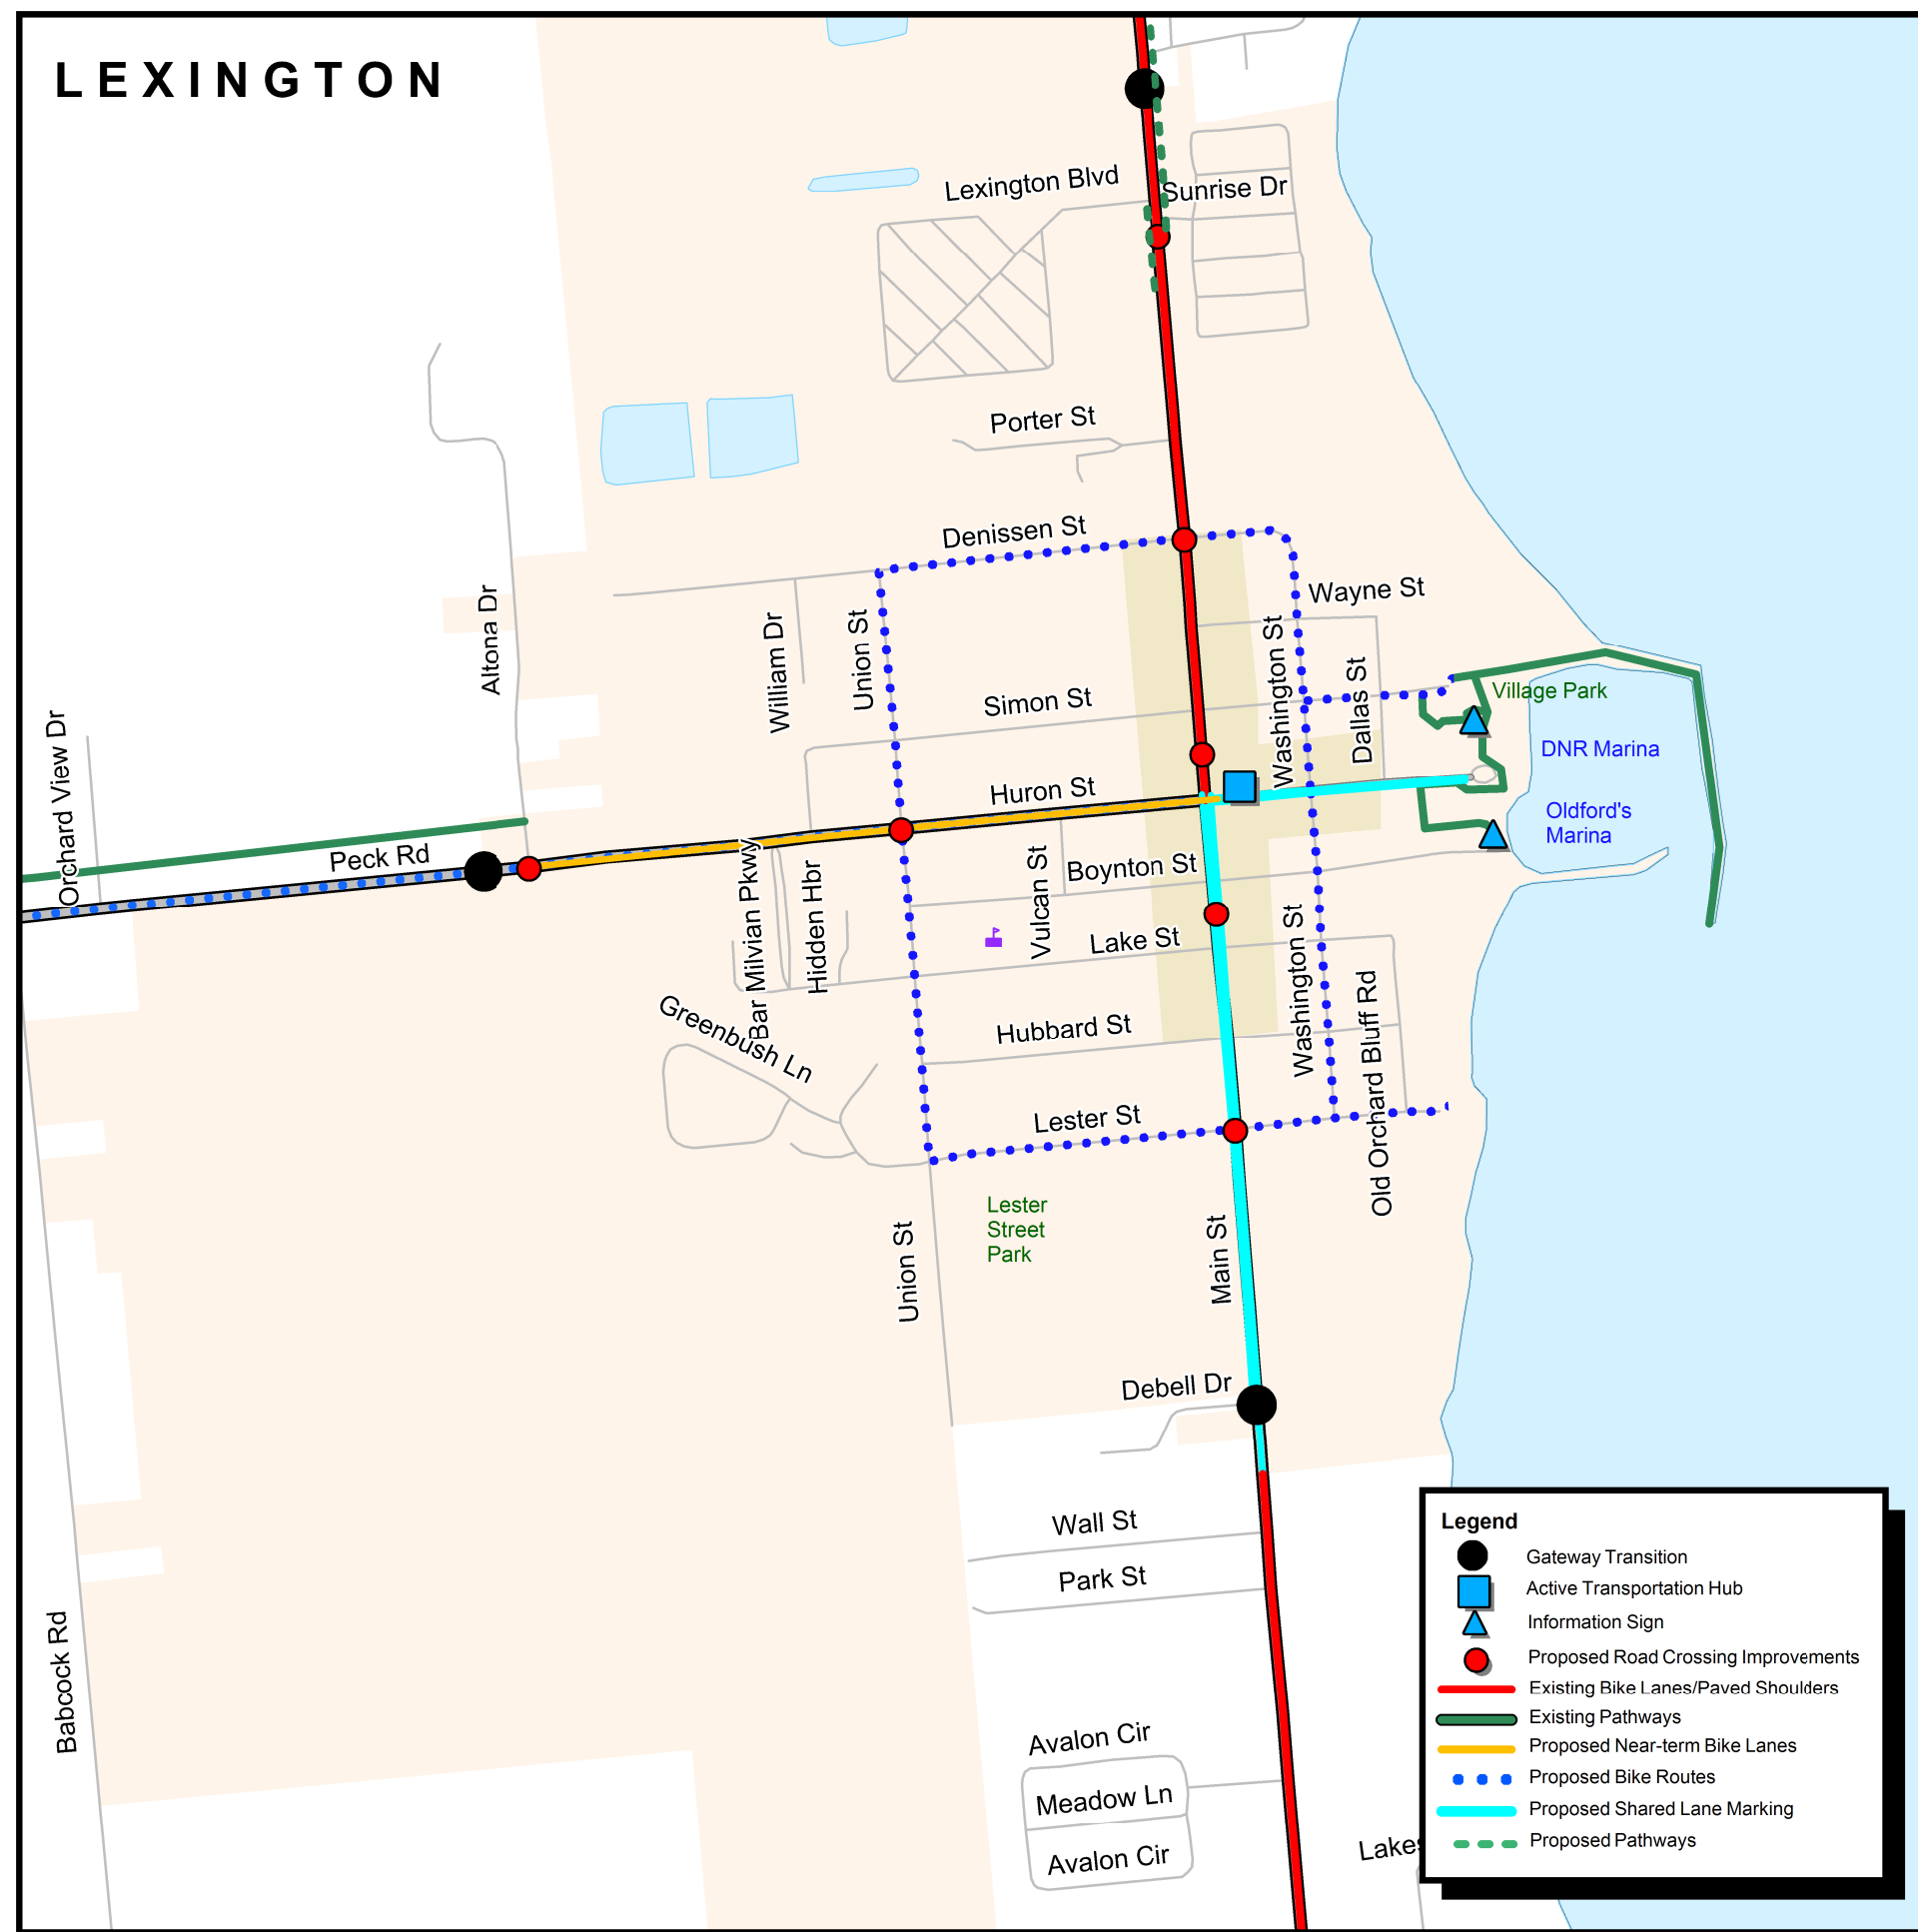 LEXINGTON
Lexington Blvd
Sunrise Dr
Porter St
Denissen St
Wayne St
Altona Dr
William Dr
Union St
Washington St
Dallas St
Simon St
Village Park
Orchard View Dr
DNR Marina
Huron St
Oldford's
Marina
Peck Rd
Bar Milvian Pkwy
Hidden Hbr
Vulcan St
Boynton St
Lake St
Washington St
Old Orchard Bluff Rd
Greenbush Ln
Hubbard St
Lester St
Lester
Street
Park
Union St
Main St
Debell Dr
Wall St
Park St
Babcock Rd
Avalon Cir
Meadow Ln
Avalon Cir
Legend
Gateway Transition
Active Transportation Hub
Information Sign
Proposed Road Crossing Improvements
Existing Bike Lanes/Paved Shoulders
Existing Pathways
Proposed Near-term Bike Lanes
Proposed Bike Routes
Proposed Shared Lane Marking
Proposed Pathways